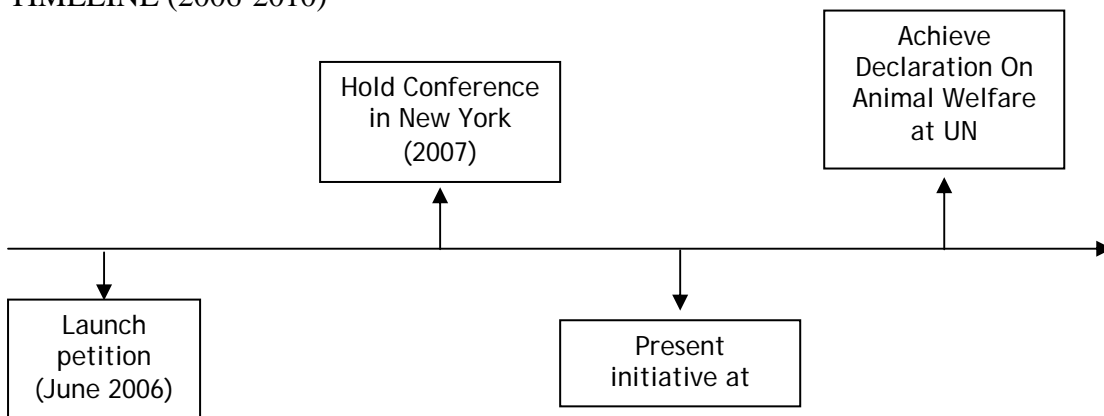 TIMELINE (2006-2010)
Achieve
Declaration On
Animal Welfare
at UN
Hold Conference
in New York
(2007)
Launch
petition
(June 2006)
Present
initiative at